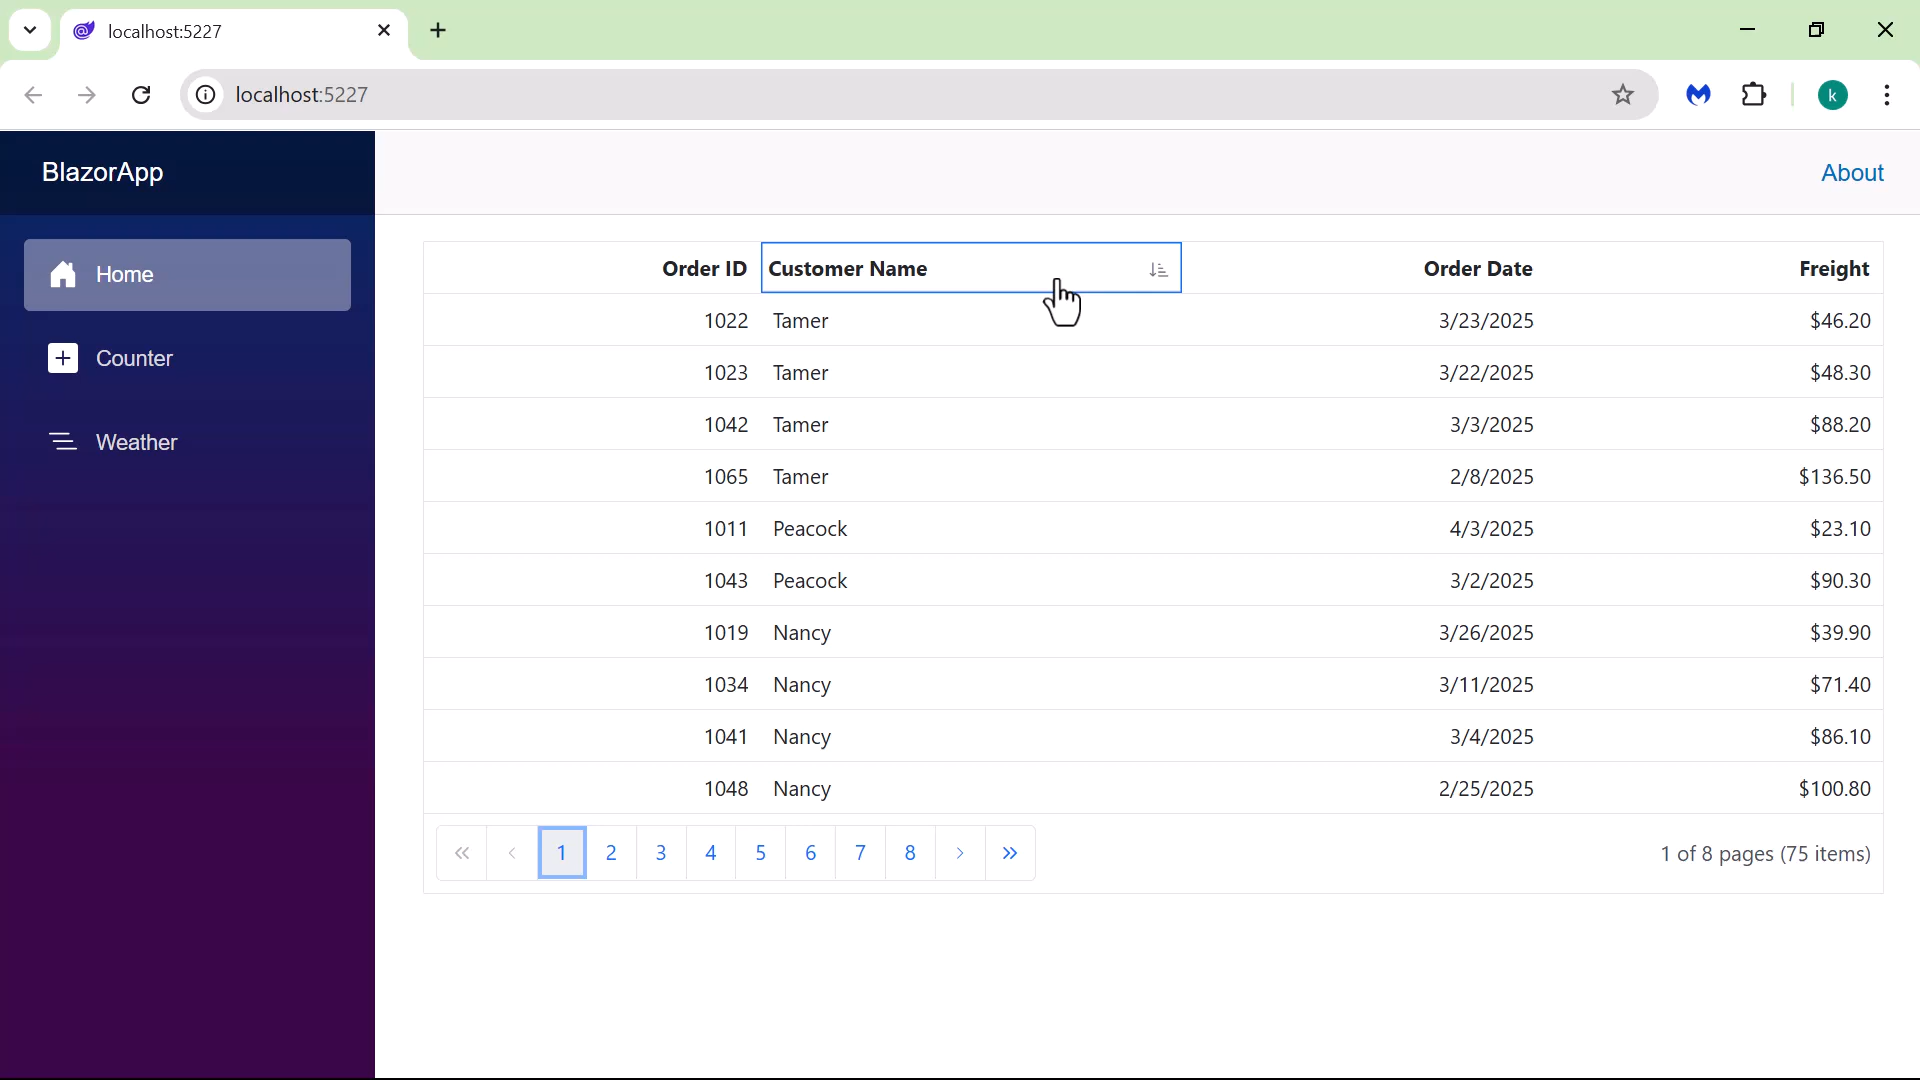 localhost:5227
localhost:5227
k
BlazorApp
About
Home
Counter
Weather
Order ID Customer Name Order Date Freight
1022 Tamer 3/23/2025 $46.20
1023 Tamer 3/22/2025 $48.30
1042 Tamer 3/3/2025 $88.20
1065 Tamer 2/8/2025 $136.50
1011 Peacock 4/3/2025 $23.10
1043 Peacock 3/2/2025 $90.30
1019 Nancy 3/26/2025 $39.90
1034 Nancy 3/11/2025 $71.40
1041 Nancy 3/4/2025 $86.10
1048 Nancy 2/25/2025 $100.80
1 2 3 4 5 6 7 8 1 of 8 pages (75 items)